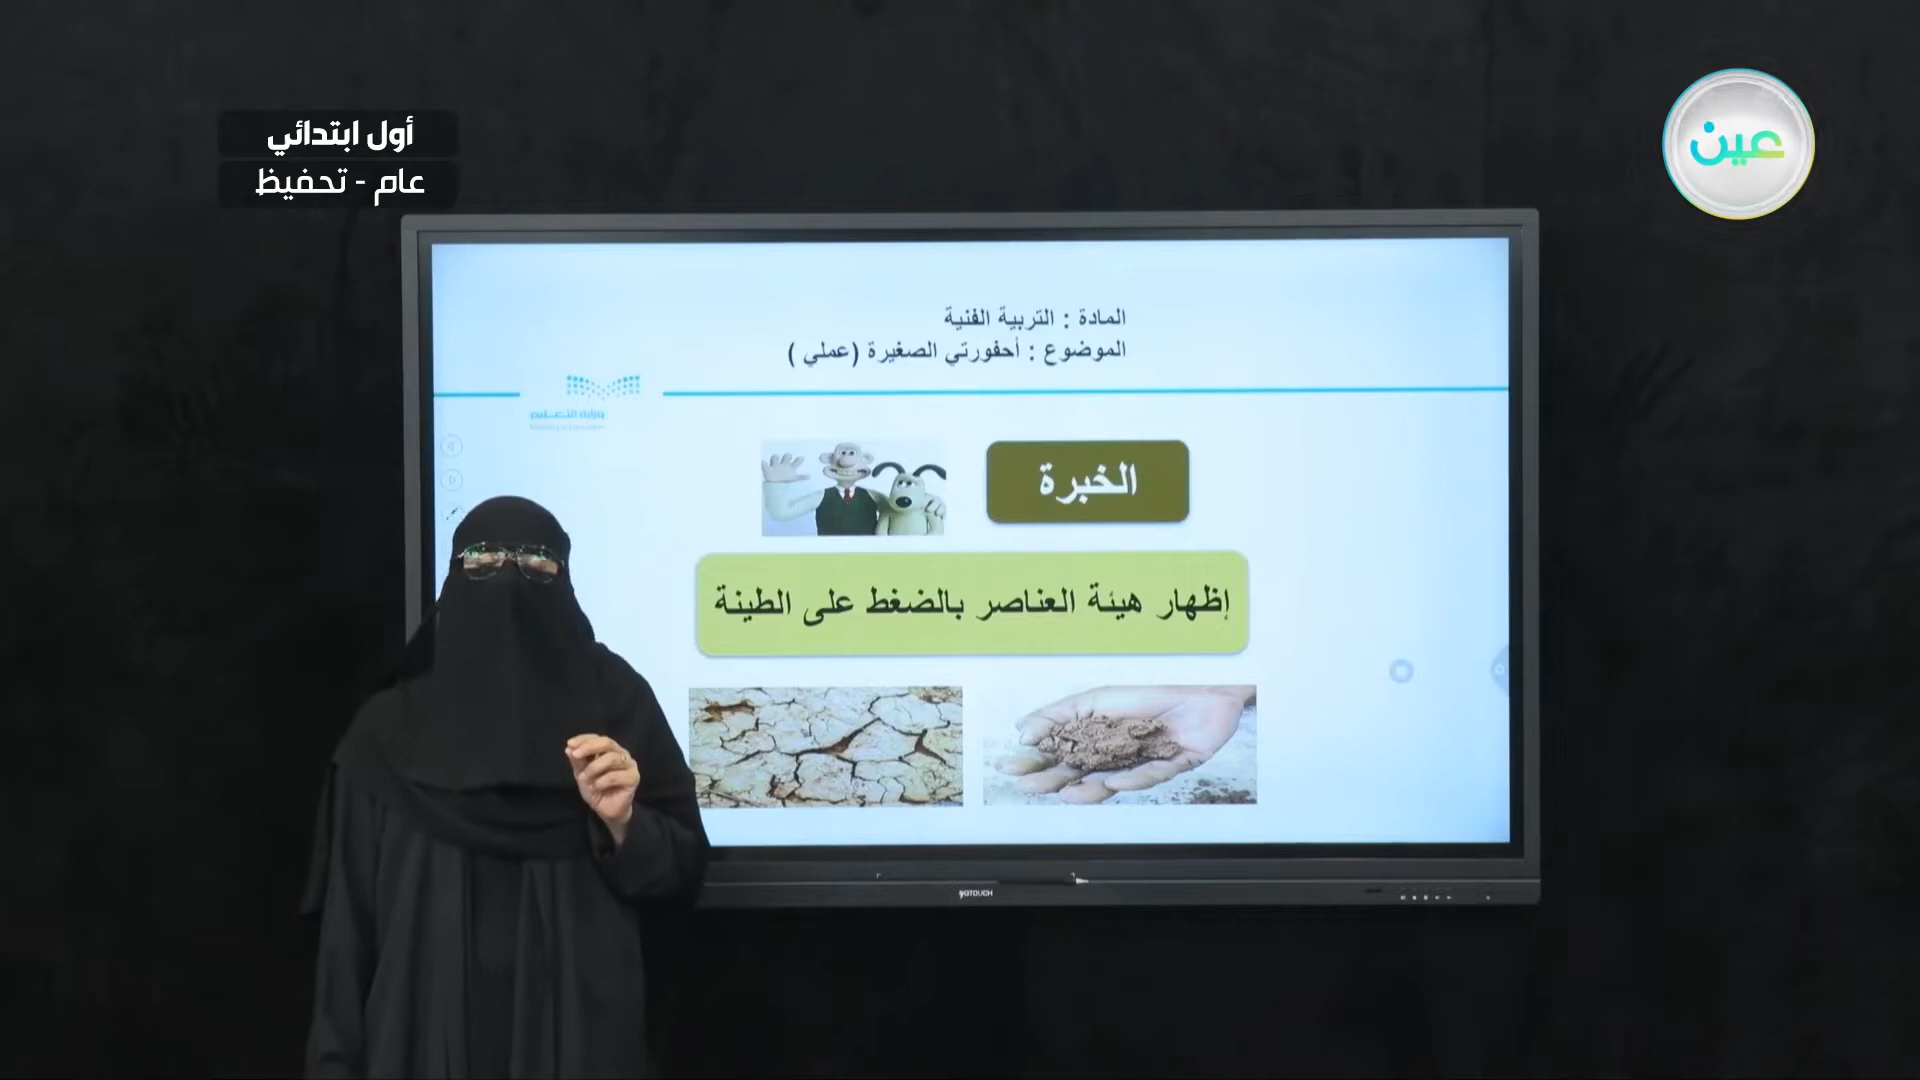 أول ابتدائي
عام - تحفيظ
عين
المادة : التربية الفنية
الموضوع : أحفورتي الصغيرة (عملي )
وزارة التعليم
الخبرة
إظهار هيئة العناصر بالضغط على الطينة